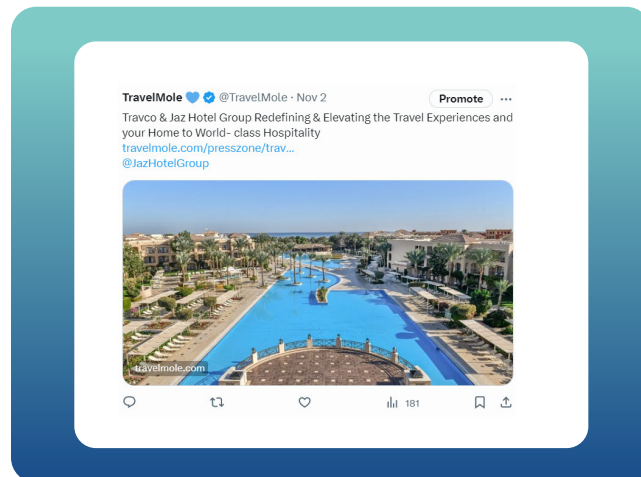 TravelMole 💙 @TravelMole · Nov 2
Promote ...
Travco & Jaz Hotel Group Redefining & Elevating the Travel Experiences and
your Home to World- class Hospitality
travelmole.com/presszone/trav...
@JazHotelGroup
travelmole.com
181